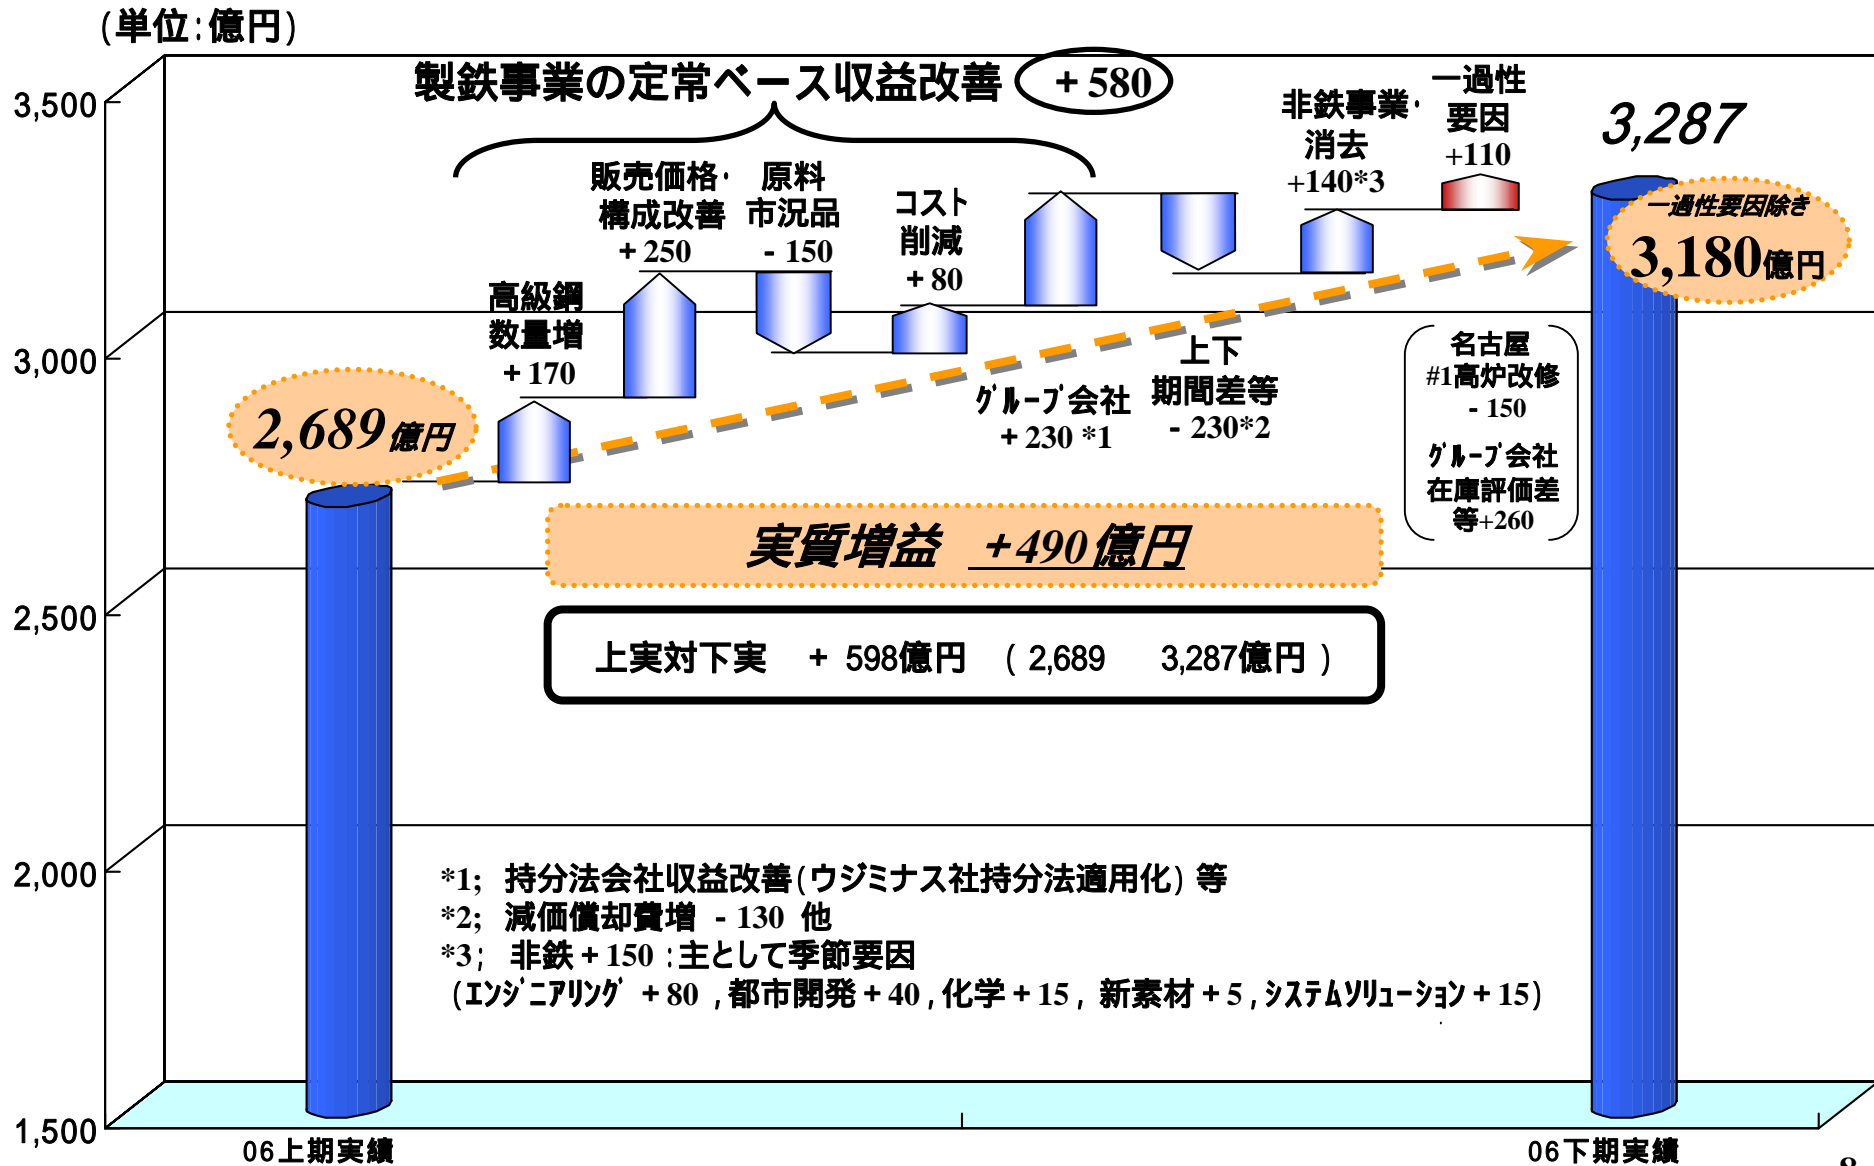 (単位:億円)
製鉄事業の定常ベース収益改善 +580
3,500
3,000
2,500
2,000
1,500
高級鋼
数量増
+170
販売価格・
構成改善
+250
原料
市況品
- 150
コスト
削減
+80
グループ会社
+230 *1
上下
期間差等
- 230*2
非鉄事業・
消去
+140*3
一過性
要因
+110
3,287
一過性要因除き
3,180億円
2,689億円
名古屋
#1高炉改修
- 150
グループ会社
在庫評価差
等+260
実質増益 +490億円
上実対下実 + 598億円 ( 2,689 3,287億円 )
*1; 持分法会社収益改善(ウジミナス社持分法適用化) 等
*2; 減価償却費増 - 130 他
*3; 非鉄+150 :主として季節要因
(エンジニアリング +80 ,都市開発+40,化学+15, 新素材+5,システムソリューション+15)
06上期実績
06下期実績